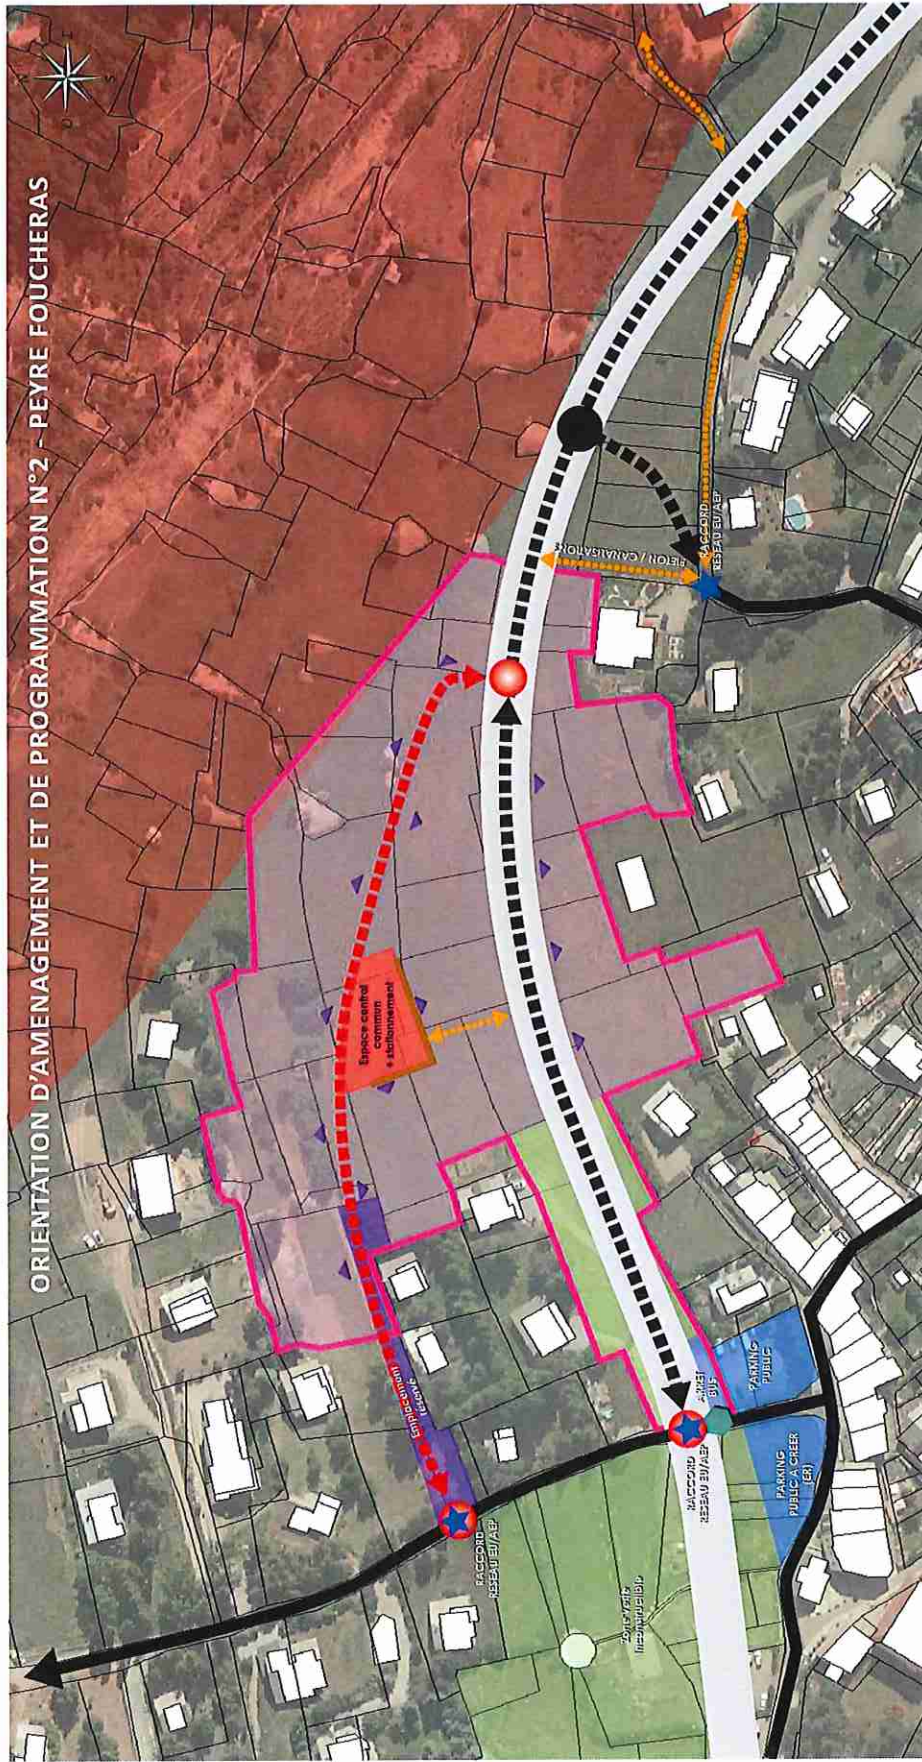 ORIENTATION D'AMENAGEMENT ET DE PROGRAMMATION N°2 - PEYRE FOUCHERAS
Espace central
commun
+ stationnement
Emplacement
réservé
RACCORD
RESEAU EU/AEP
RACCORD
RESEAU EU/AEP
ARRET
BUS
PARKING
PUBLIC
PARKING
PUBLIC A CREER
(ER)
Zone Verte
Inconstructible
PIETON / CANALISATIONS
RACCORD
RESEAU EU/AEP